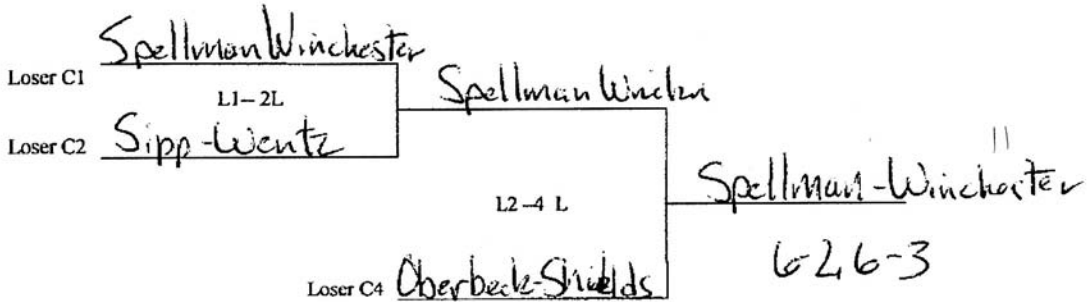 Spellman Winchester
Loser C1
L1-2L
Spellman
Loser C2 Sipp-Wentz
Spellman-Winchester
L2-4 L
6-2 6-3
Loser C4 Oberbeck-Shields